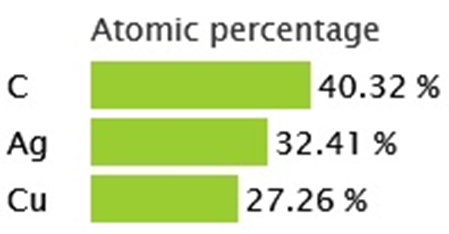 Atomic percentage
C 40.32 %
Ag 32.41 %
Cu 27.26 %